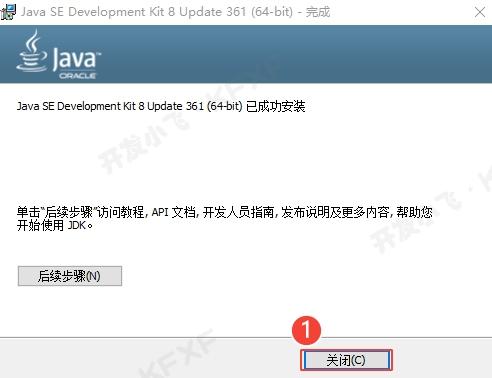 Java SE Development Kit 8 Update 361 (64-bit) - 完成
Java™
ORACLE
Java SE Development Kit 8 Update 361 (64-bit) 已成功安装
开发小飞 · KFXF
单击“后续步骤”访问教程, API 文档, 开发人员指南, 发布说明及更多内容, 帮助您
开始使用 JDK。
开发小飞 · KFXF
后续步骤(N)
1
关闭(C)
KFXF